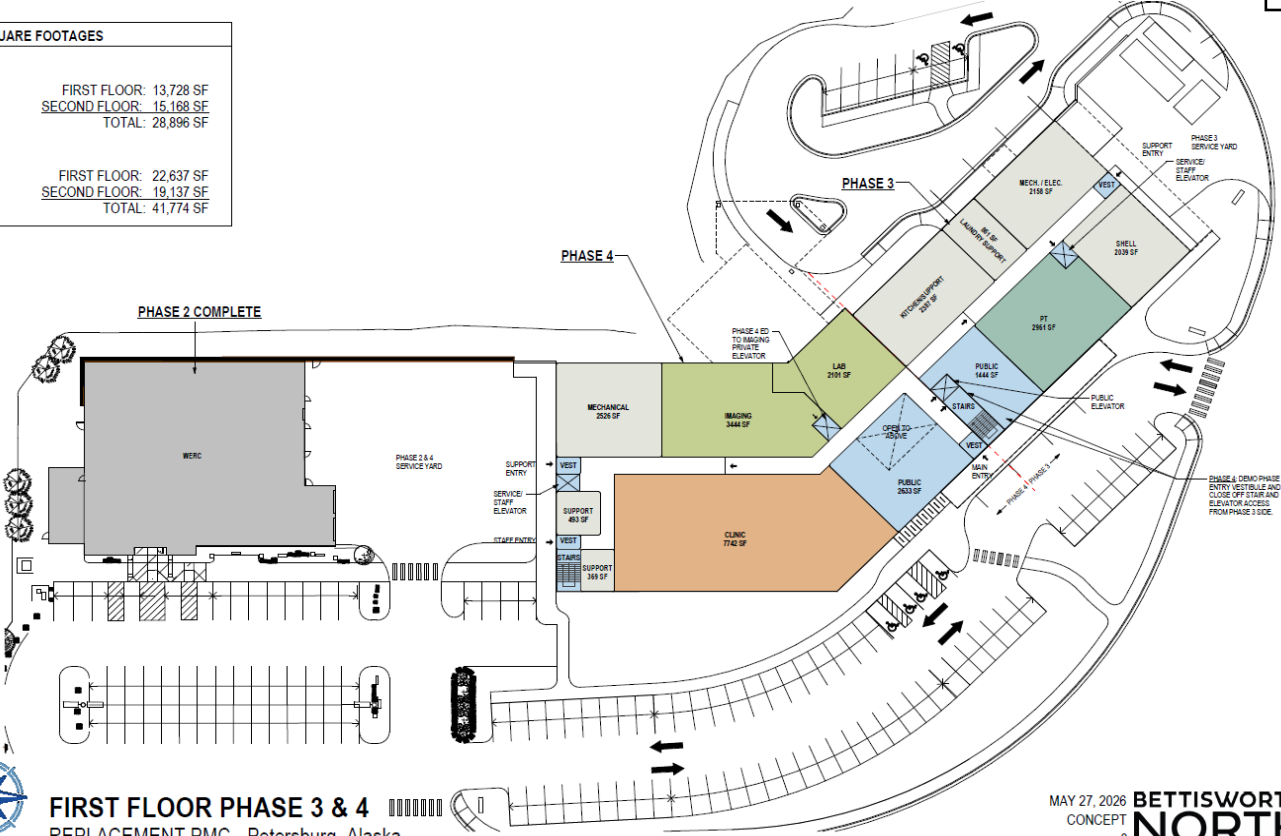 UARE FOOTAGES
FIRST FLOOR: 13,728 SF
SECOND FLOOR: 15,168 SF
TOTAL: 28,896 SF
FIRST FLOOR: 22,637 SF
SECOND FLOOR: 19,137 SF
TOTAL: 41,774 SF
PHASE 3
SERVICE YARD
SUPPORT
ENTRY
SERVICE/
STAFF
ELEVATOR
MECH. / ELEC.
2158 SF
VEST
PHASE 3
861 SF
LAUNDRY SUPPORT
SHELL
2039 SF
PHASE 4
KITCHEN/SUPPORT
2387 SF
PT
2961 SF
PHASE 2 COMPLETE
PHASE 4 ED
TO IMAGING
PRIVATE
ELEVATOR
LAB
2101 SF
PUBLIC
1444 SF
PUBLIC
ELEVATOR
MECHANICAL
2526 SF
IMAGING
3444 SF
STAIRS
OPEN TO
ABOVE
VEST
MAIN
ENTRY
WERC
PHASE 2 & 4
SERVICE YARD
SUPPORT
ENTRY
VEST
SERVICE/
STAFF
ELEVATOR
PUBLIC
2633 SF
PHASE 4
PHASE 3
PHASE 4: DEMO PHASE
ENTRY VESTIBULE AND
CLOSE OFF STAIR AND
ELEVATOR ACCESS
FROM PHASE 3 SIDE.
SUPPORT
493 SF
STAFF ENTRY
VEST
CLINIC
7742 SF
STAIRS
SUPPORT
369 SF
FIRST FLOOR PHASE 3 & 4
REPLACEMENT PMC - Petersburg, Alaska
MAY 27, 2026
CONCEPT
BETTISWORT
NORTH